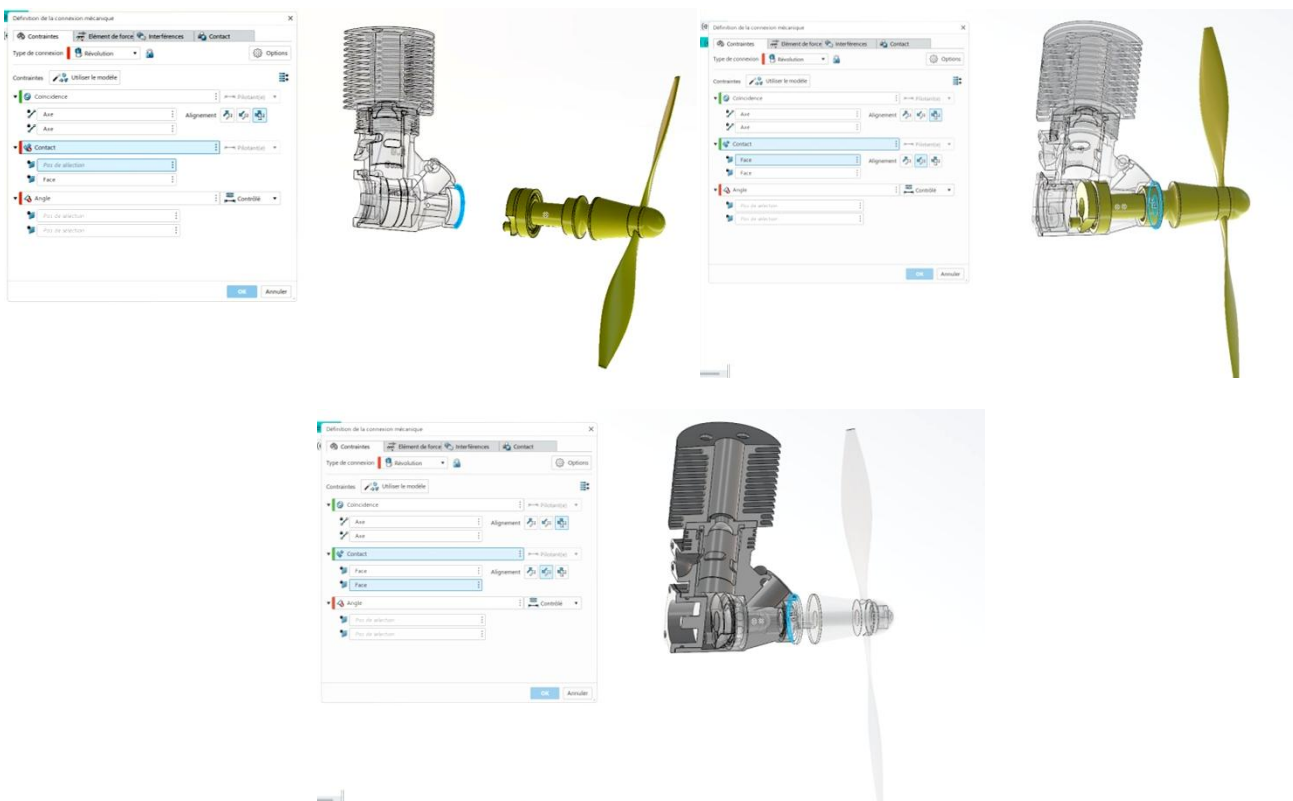 Définition de la connexion mécanique
Contraintes Elément de force Interférences Contact
Type de connexion Révolution Options
Contraintes Utiliser le modèle
Coïncidence Pilotant(e)
Axe Alignement
Axe
Contact Pilotant(e)
Pas de sélection
Face
Angle Contrôlé
Pas de sélection
Pas de sélection
OK Annuler
Définition de la connexion mécanique
Contraintes Elément de force Interférences Contact
Type de connexion Révolution Options
Contraintes Utiliser le modèle
Coïncidence Pilotant(e)
Axe Alignement
Axe
Contact Pilotant(e)
Face Alignement
Face
Angle Contrôlé
Pas de sélection
Pas de sélection
OK Annuler
Définition de la connexion mécanique
Contraintes Elément de force Interférences Contact
Type de connexion Révolution Options
Contraintes Utiliser le modèle
Coïncidence Pilotant(e)
Axe Alignement
Axe
Contact Pilotant(e)
Face Alignement
Face
Angle Contrôlé
Pas de sélection
Pas de sélection
OK Annuler